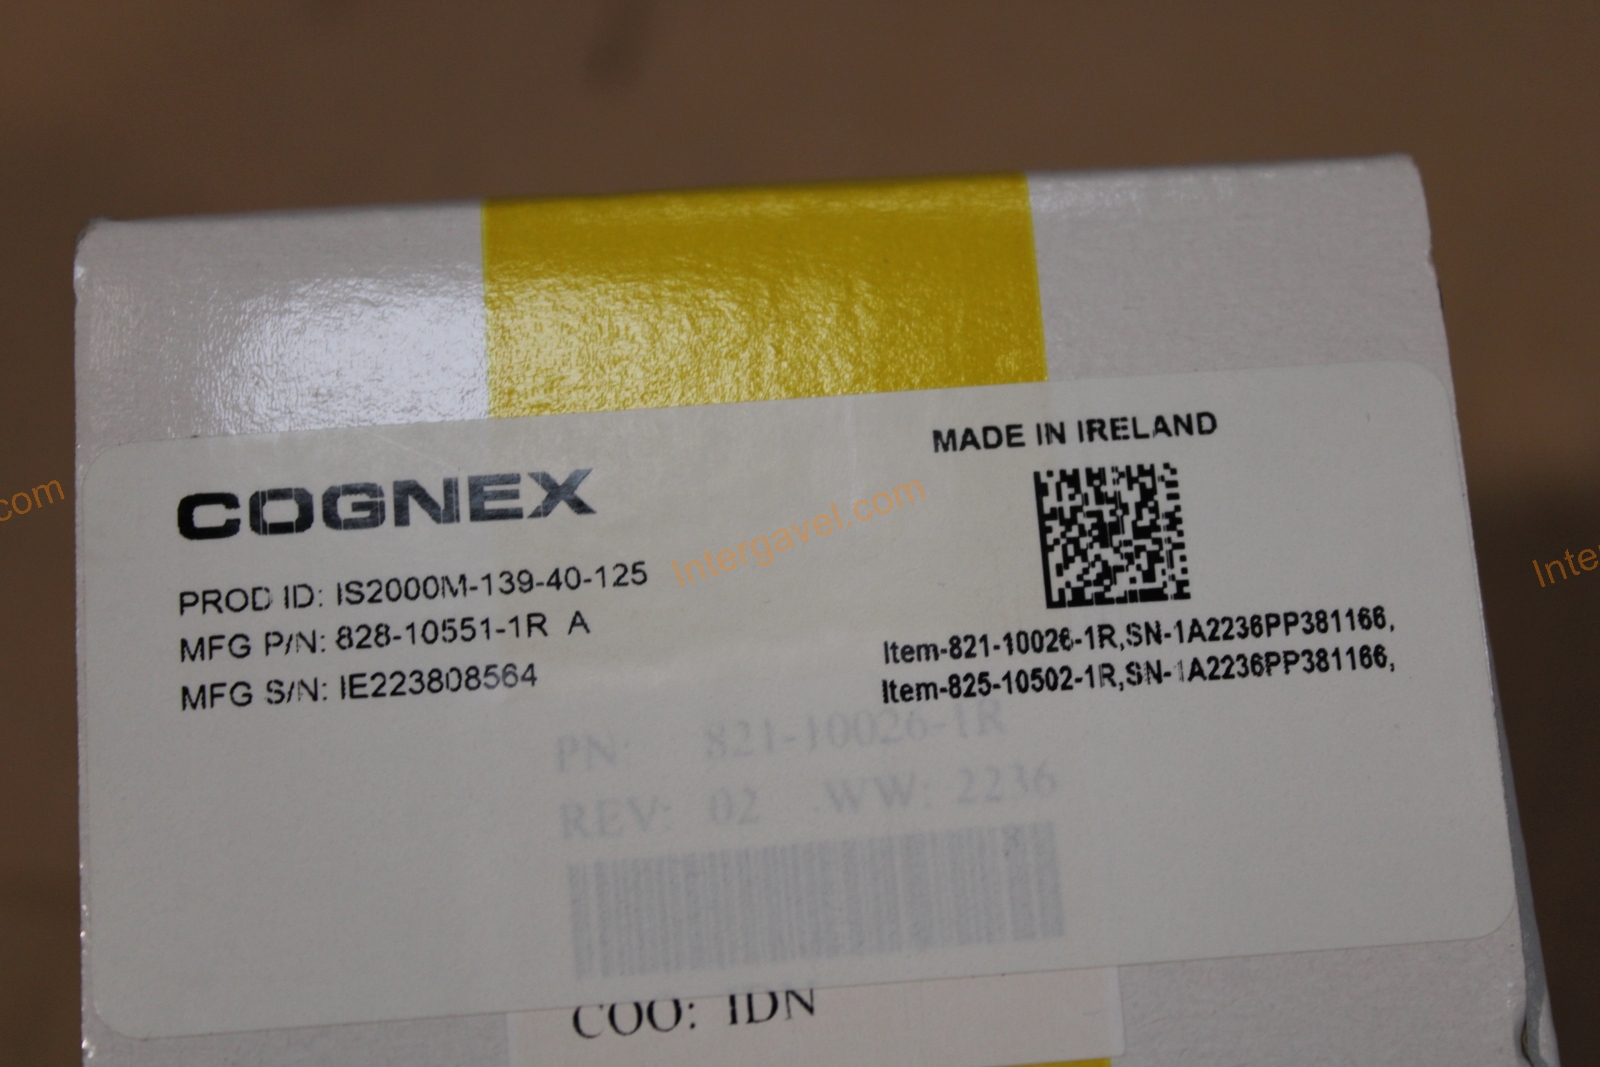 MADE IN IRELAND
COGNEX
PROD ID: IS2000M-139-40-125
MFG P/N: 828-10551-1R A
MFG S/N: IE223808564
Item-821-10026-1R,SN-1A2236PP381166,
Item-825-10502-1R,SN-1A2236PP381166,
PN: 821-10026-1R
REV: 02 WW: 2236
COO: IDN
.com
Intergavel.com
Inter